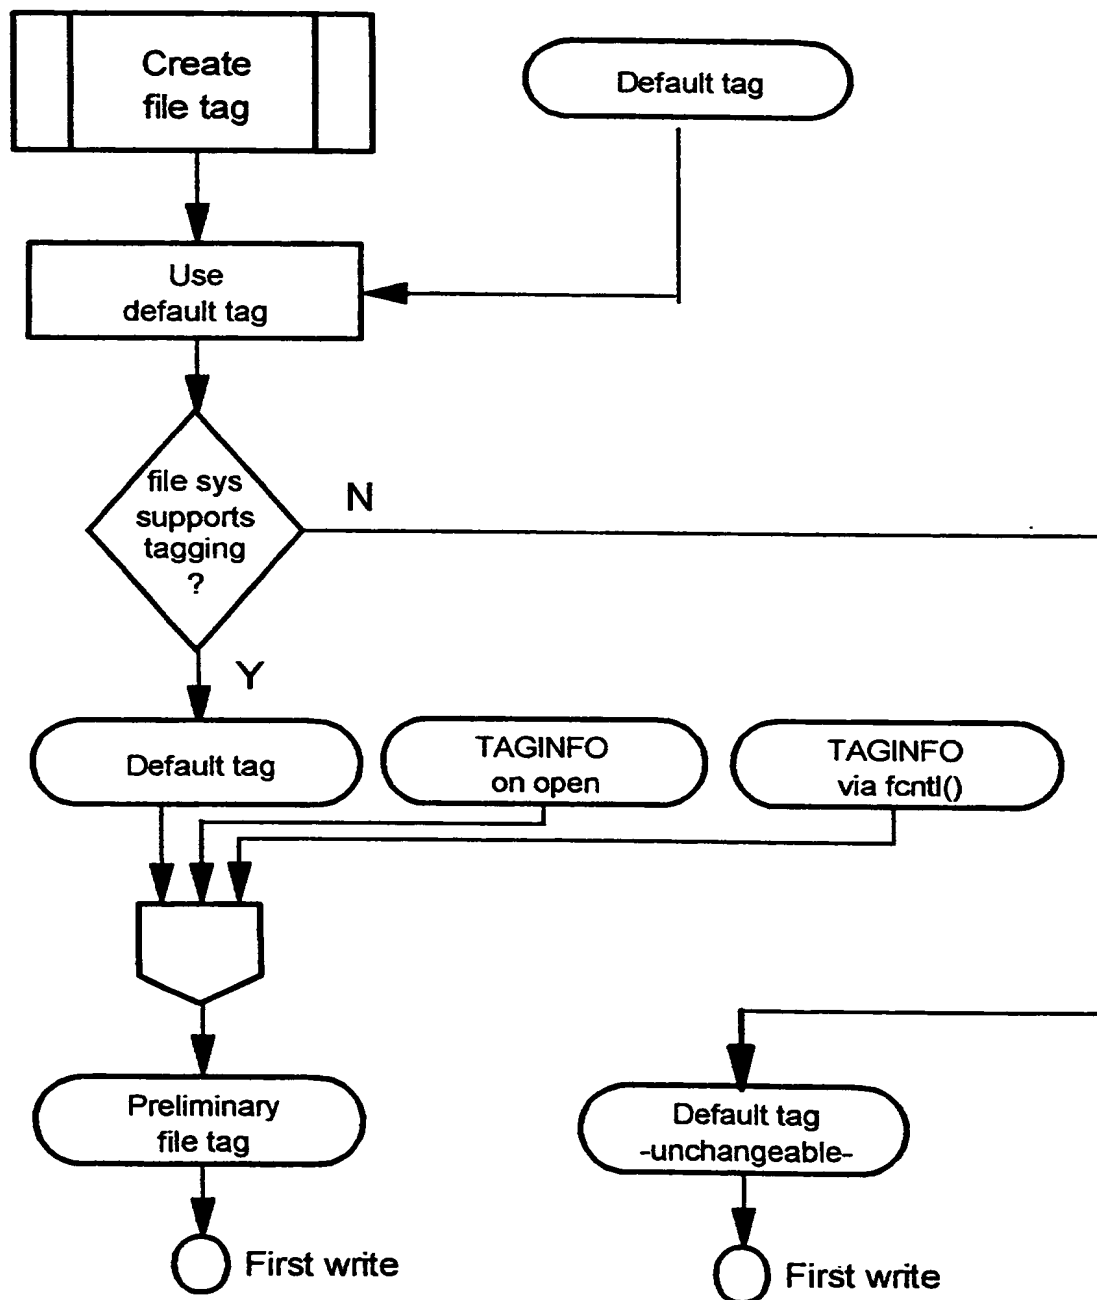 Create
file tag
Default tag
Use
default tag
file sys
supports
tagging
?
N
Y
Default tag
TAGINFO
on open
TAGINFO
via fcntl()
Preliminary
file tag
Default tag
-unchangeable-
First write
First write